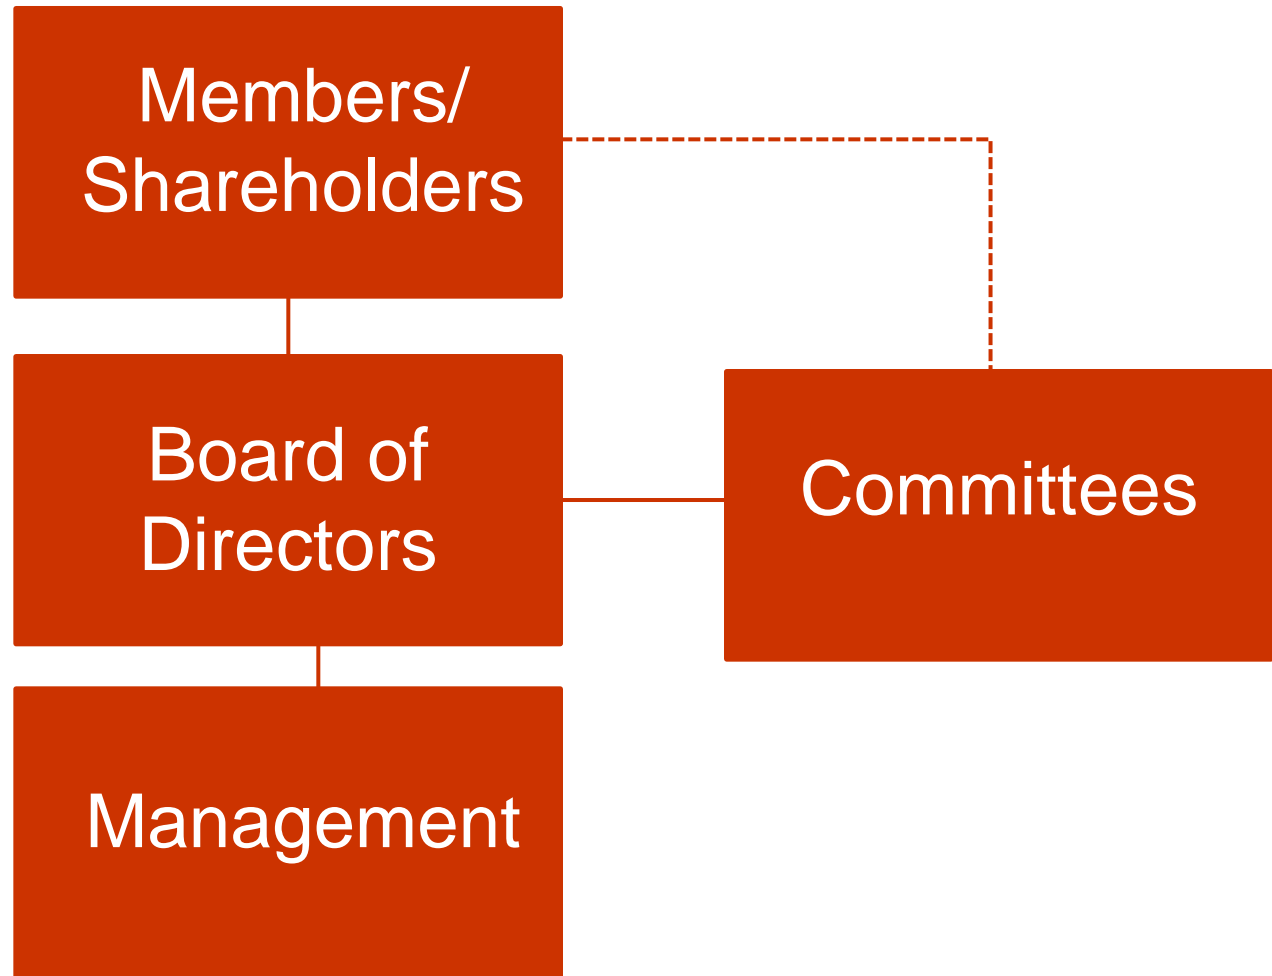 Members/
Shareholders
Board of
Directors
Committees
Management